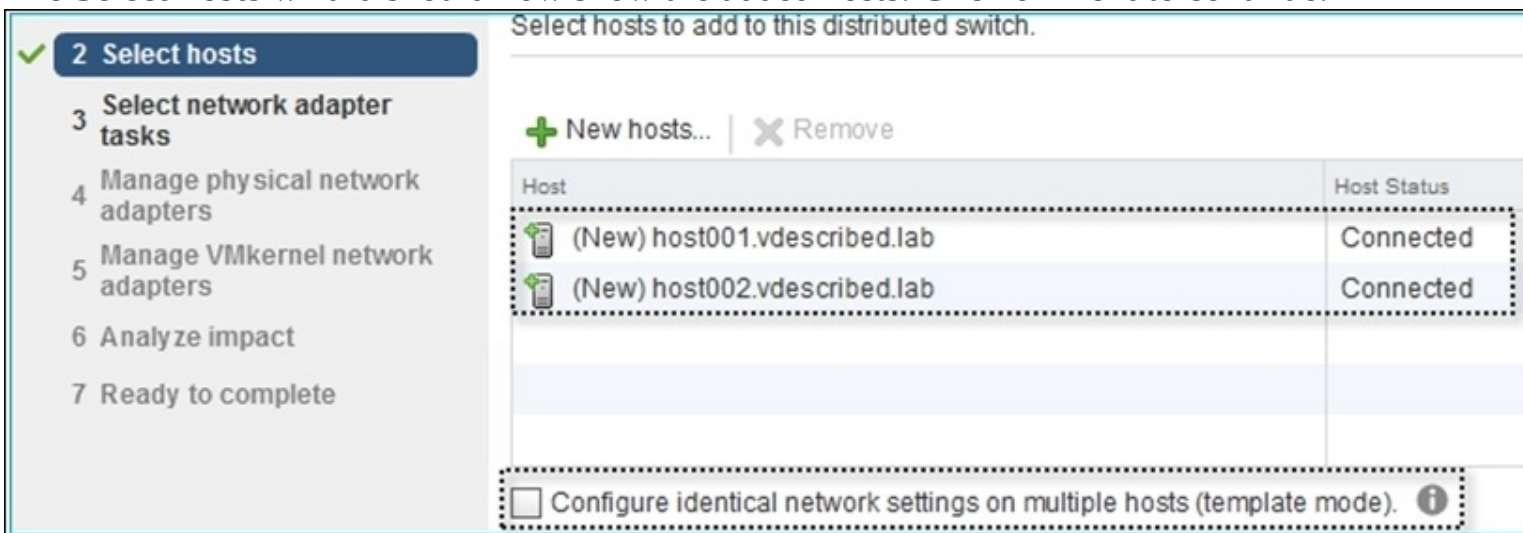 Select hosts to add to this distributed switch.
2 Select hosts
3 Select network adapter
tasks
4 Manage physical network
adapters
5 Manage VMkernel network
adapters
6 Analyze impact
7 Ready to complete
New hosts... Remove
Host Host Status
(New) host001.vdescribed.lab Connected
(New) host002.vdescribed.lab Connected
Configure identical network settings on multiple hosts (template mode).